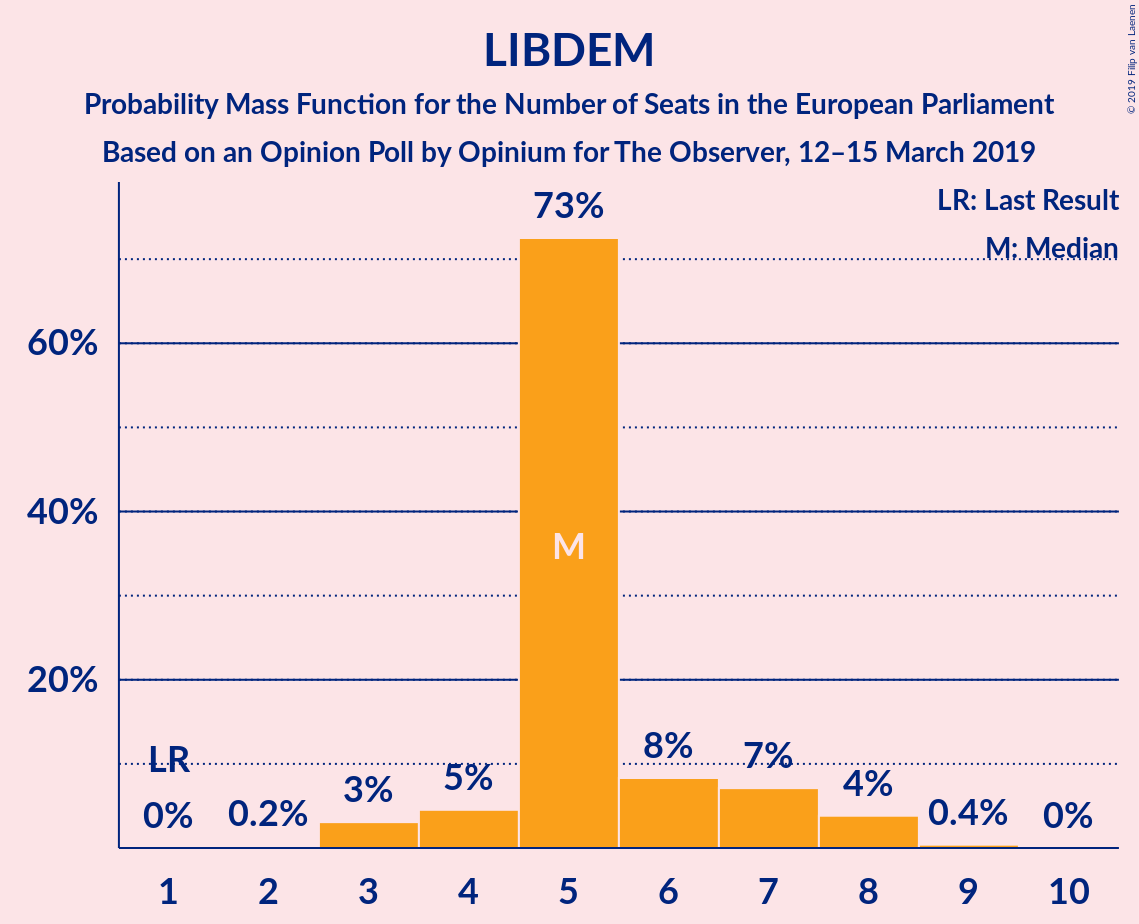 LIBDEM
Probability Mass Function for the Number of Seats in the European Parliament
Based on an Opinion Poll by Opinium for The Observer, 12–15 March 2019
© 2019 Filip van Laenen
LR: Last Result
M: Median
73%
60%
40%
M
20%
LR
0%
0.2%
3%
5%
8%
7%
4%
0.4%
0%
1 2 3 4 5 6 7 8 9 10